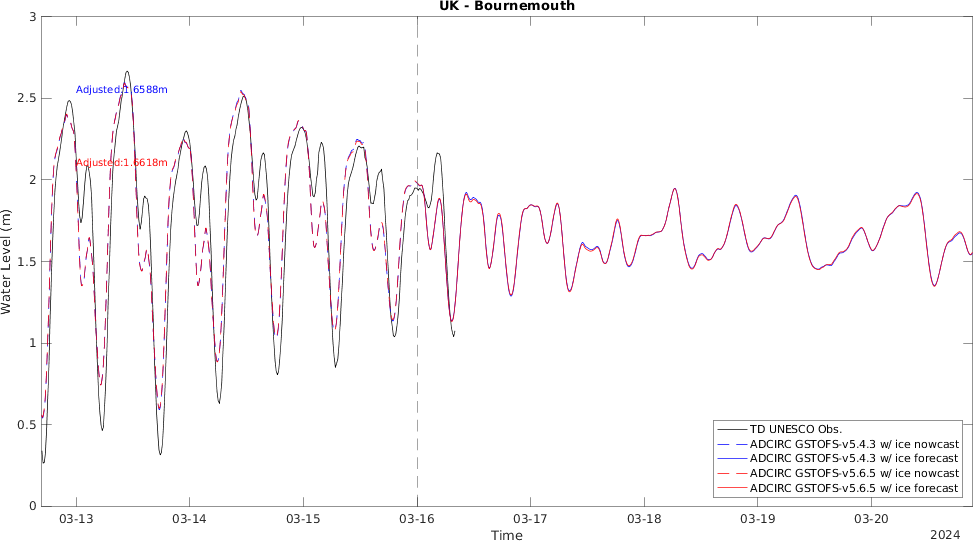 UK - Bournemouth
3
2.5
2
1.5
1
0.5
0
Water Level (m)
Adjusted:1.6588m
Adjusted:1.6618m
TD UNESCO Obs.
ADCIRC GSTOFS-v5.4.3 w/ ice nowcast
ADCIRC GSTOFS-v5.4.3 w/ ice forecast
ADCIRC GSTOFS-v5.6.5 w/ ice nowcast
ADCIRC GSTOFS-v5.6.5 w/ ice forecast
03-13 03-14 03-15 03-16 03-17 03-18 03-19 03-20
Time
2024